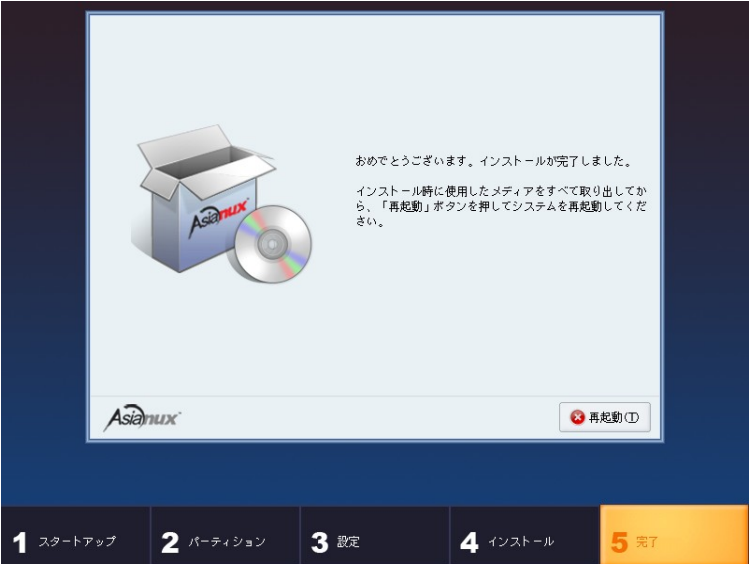 おめでとうございます。インストールが完了しました。
インストール時に使用したメディアをすべて取り出してか
ら、「再起動」ボタンを押してシステムを再起動してくだ
さい。
Asianux
Asianux
再起動(T)
1 スタートアップ
2 パーティション
3 設定
4 インストール
5 完了